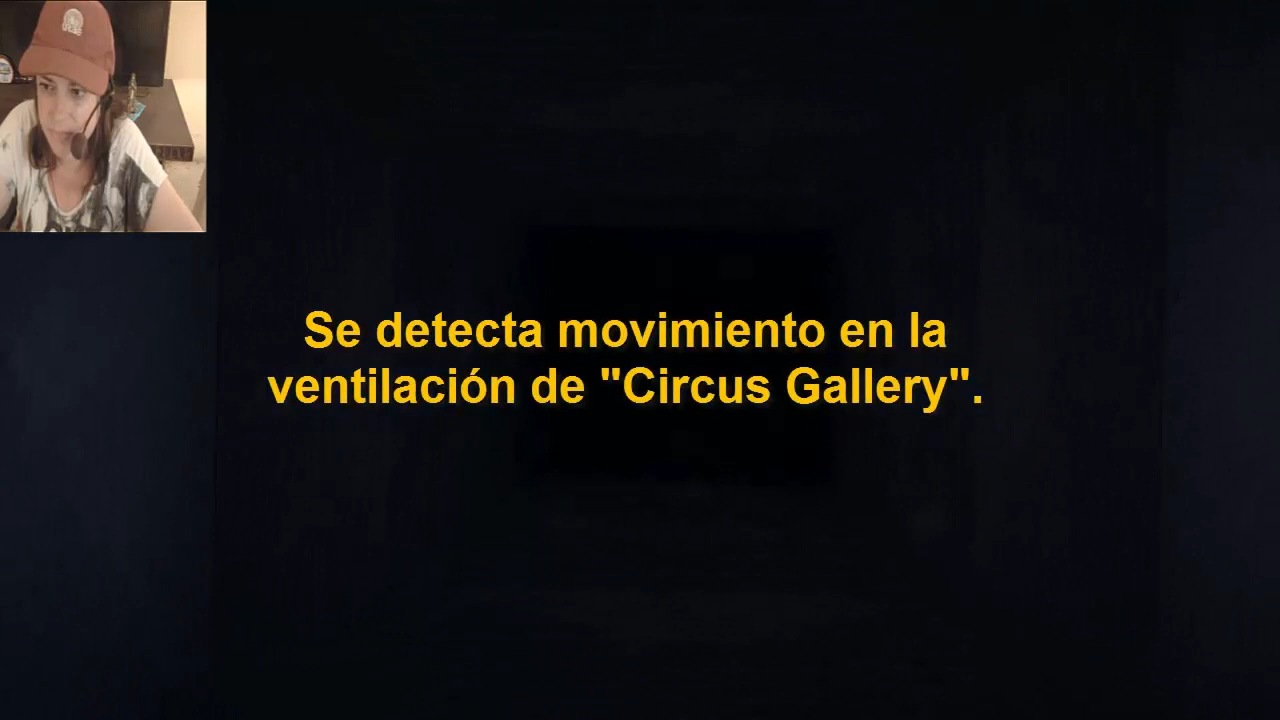 Se detecta movimiento en la
ventilación de "Circus Gallery".